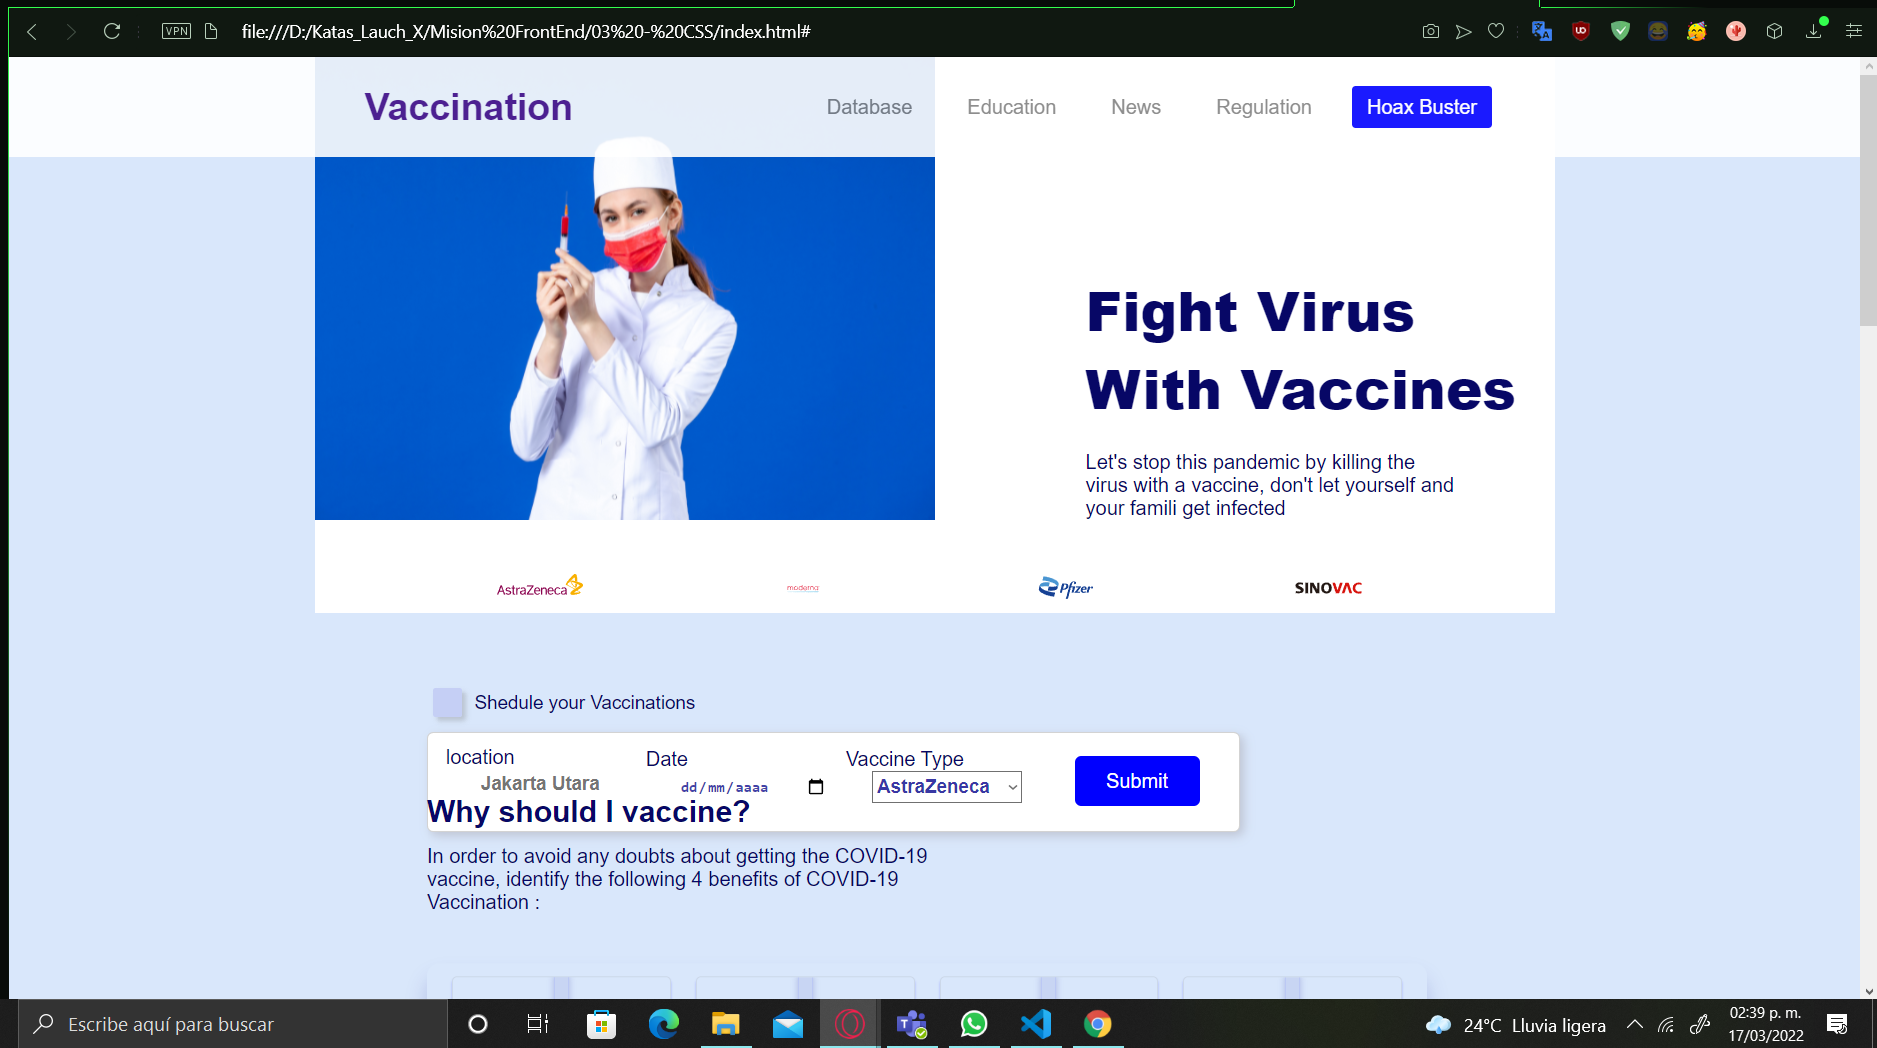 VPN
file:///D:/Katas_Lauch_X/Mision%20FrontEnd/03%20-%20CSS/index.html#
Vaccination
Database
Education
News
Regulation
Hoax Buster
Fight Virus
With Vaccines
Let's stop this pandemic by killing the
virus with a vaccine, don't let yourself and
your famili get infected
AstraZeneca
moderna
Pfizer
SINOVAC
Shedule your Vaccinations
location
Date
Vaccine Type
Jakarta Utara
dd/mm/aaaa
AstraZeneca
Submit
Why should I vaccine?
In order to avoid any doubts about getting the COVID-19
vaccine, identify the following 4 benefits of COVID-19
Vaccination :
Escribe aquí para buscar
24°C Lluvia ligera
02:39 p. m.
17/03/2022